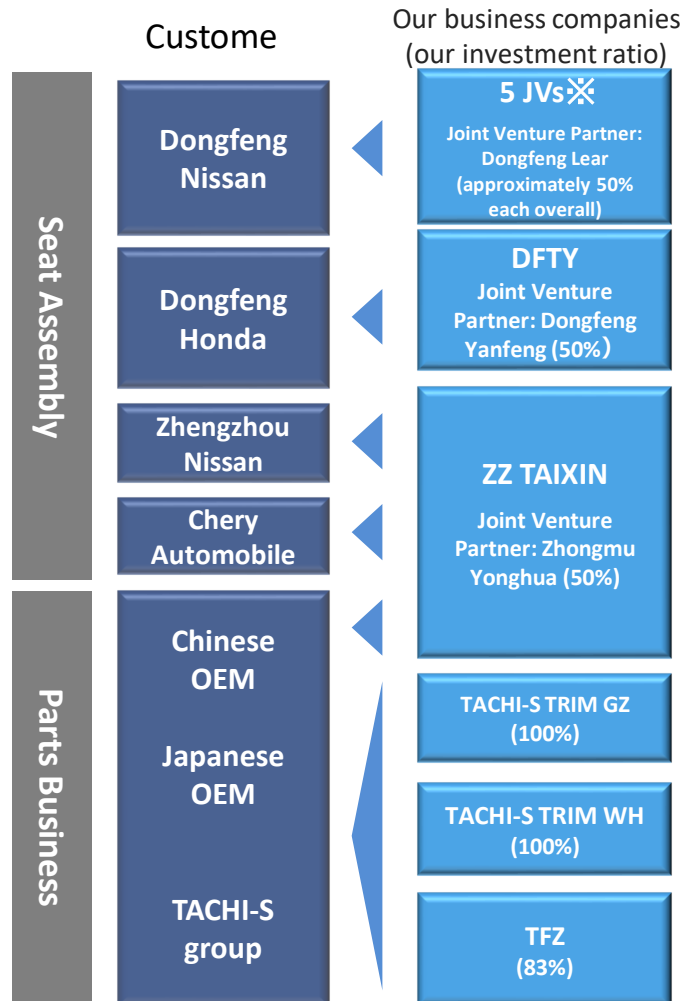 Custome
Our business companies
(our investment ratio)
Seat Assembly
Dongfeng
Nissan
5 JVs※
Joint Venture Partner:
Dongfeng Lear
(approximately 50%
each overall)
Dongfeng
Honda
DFTY
Joint Venture
Partner: Dongfeng
Yanfeng (50%）
Zhengzhou
Nissan
Chery
Automobile
ZZ TAIXIN
Joint Venture
Partner: Zhongmu
Yonghua (50%)
Parts Business
Chinese
OEM
Japanese
OEM
TACHI-S
group
TACHI-S TRIM GZ
(100%)
TACHI-S TRIM WH
(100%)
TFZ
(83%)